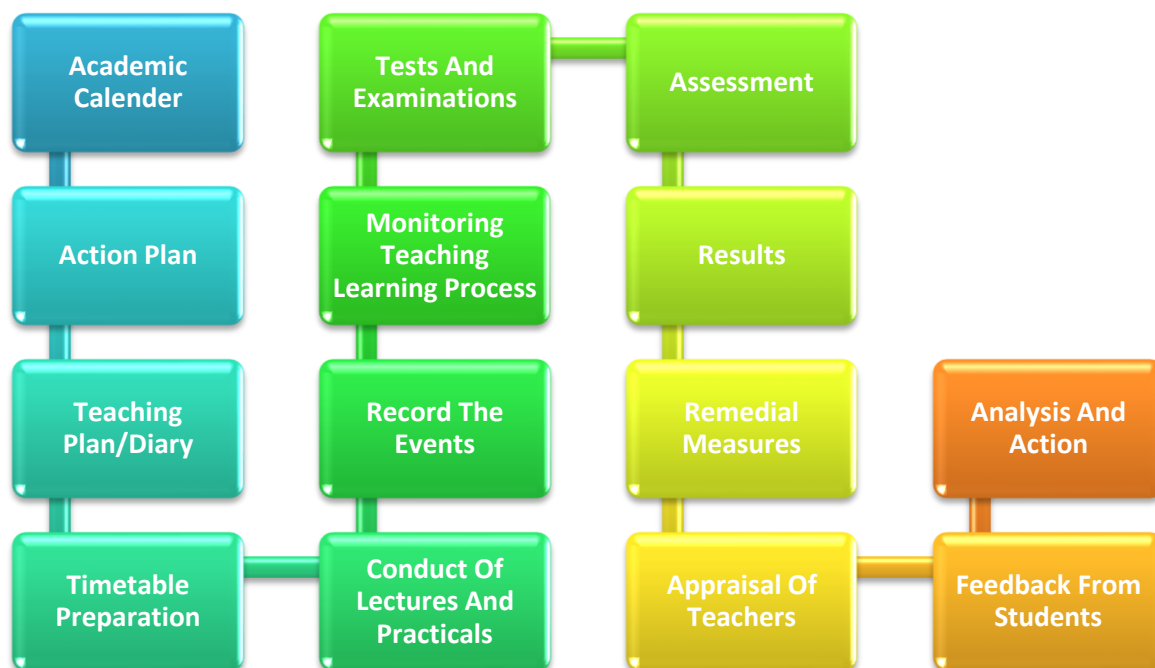 Academic
Calender
Action Plan
Teaching
Plan/Diary
Timetable
Preparation
Conduct Of
Lectures And
Practicals
Record The
Events
Monitoring
Teaching
Learning Process
Tests And
Examinations
Assessment
Results
Remedial
Measures
Appraisal Of
Teachers
Feedback From
Students
Analysis And
Action